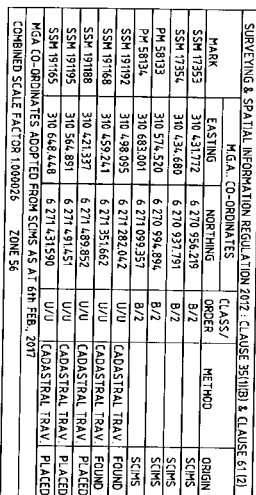 SURVEYING & SPATIAL INFORMATION REGULATION 2012 : CLAUSE 35(1)(B) & CLAUSE 61 (2)
MARK M.G.A. CO-ORDINATES CLASS/ METHOD ORIGIN
EASTING NORTHING ORDER
SSM 17353 310 431.772 6 270 956.219 B/2 SCIMS
SSM 17354 310 434.680 6 270 937.791 B/2 SCIMS
PM 58133 310 574.520 6 270 994.894 B/2 SCIMS
PM 58134 310 683.001 6 271 099.357 B/2 SCIMS
SSM 191192 310 498.095 6 271 282.042 U/U CADASTRAL TRAV. FOUND
SSM 191168 310 459.241 6 271 351.662 U/U CADASTRAL TRAV. FOUND
SSM 191188 310 421.337 6 271 489.852 U/U CADASTRAL TRAV. PLACED
SSM 191195 310 564.891 6 271 491.451 U/U CADASTRAL TRAV. PLACED
SSM 191165 310 648.448 6 271 431.590 U/U CADASTRAL TRAV. PLACED
MGA CO-ORDINATES ADOPTED FROM SCIMS AS AT 6th FEB., 2017
COMBINED SCALE FACTOR 1.000026 ZONE 56